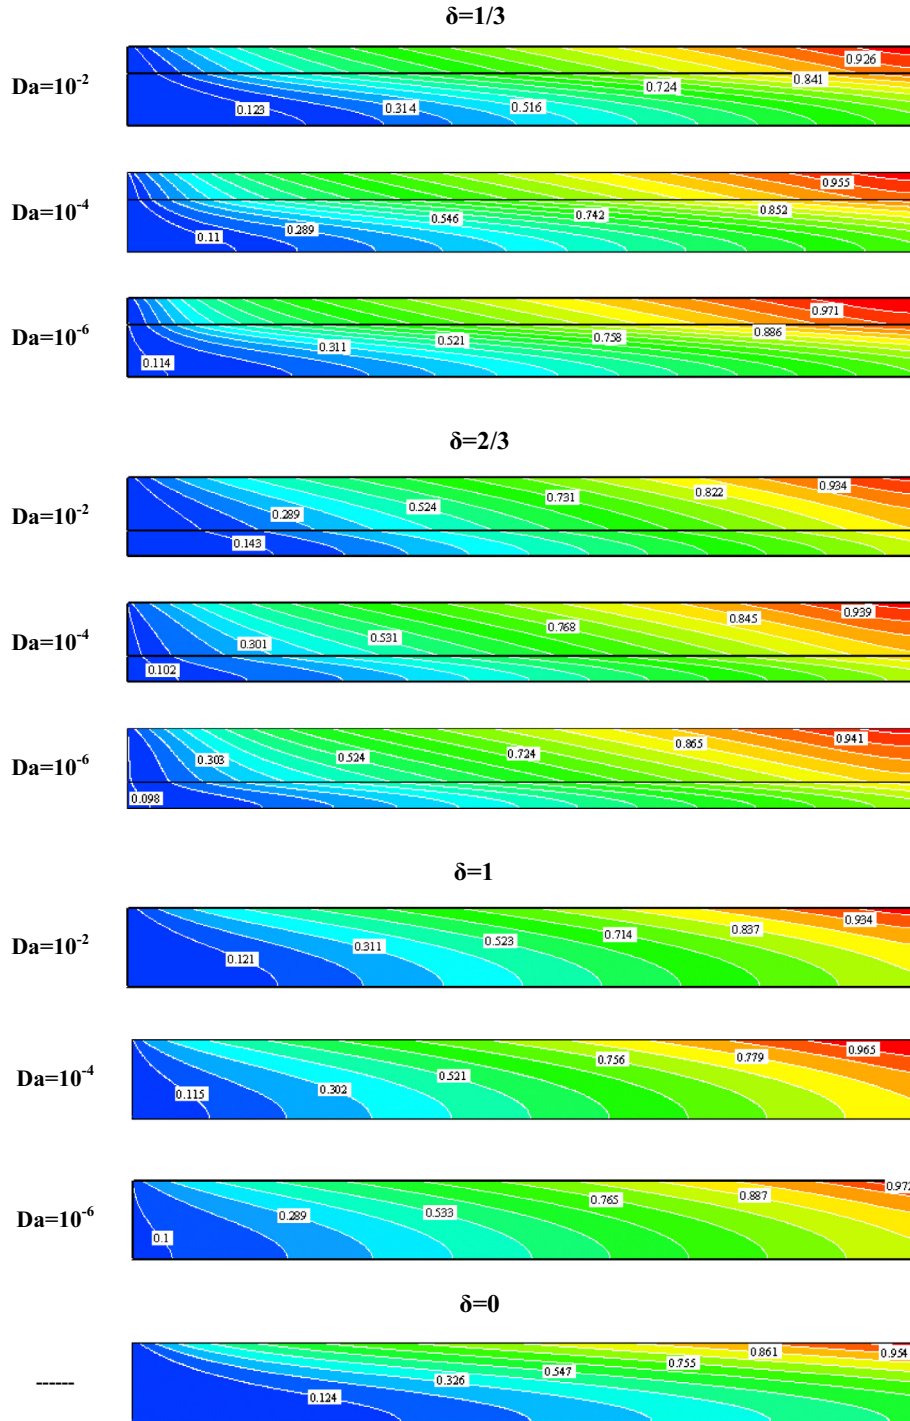 δ=1/3
Da=10⁻²
0.123 0.314 0.516 0.724 0.841 0.926
Da=10⁻⁴
0.11 0.289 0.546 0.742 0.852 0.955
Da=10⁻⁶
0.114 0.311 0.521 0.758 0.886 0.971
δ=2/3
Da=10⁻²
0.143 0.289 0.524 0.731 0.822 0.934
Da=10⁻⁴
0.102 0.301 0.531 0.768 0.845 0.939
Da=10⁻⁶
0.098 0.303 0.524 0.724 0.865 0.941
δ=1
Da=10⁻²
0.121 0.311 0.523 0.714 0.837 0.934
Da=10⁻⁴
0.115 0.302 0.521 0.756 0.779 0.965
Da=10⁻⁶
0.1 0.289 0.533 0.765 0.887 0.972
δ=0
------
0.124 0.326 0.547 0.755 0.861 0.954